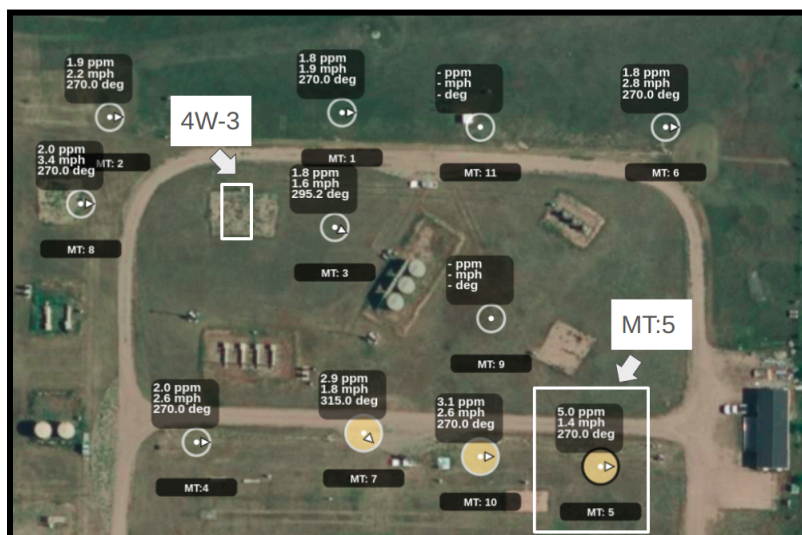 1.9 ppm
2.2 mph
270.0 deg
MT: 2
1.8 ppm
1.9 mph
270.0 deg
MT: 1
- ppm
- mph
- deg
MT: 11
1.8 ppm
2.8 mph
270.0 deg
MT: 6
4W-3
2.0 ppm
3.4 mph
270.0 deg
MT: 8
1.8 ppm
1.6 mph
295.2 deg
MT: 3
- ppm
- mph
- deg
MT: 9
MT:5
2.0 ppm
2.6 mph
270.0 deg
MT:4
2.9 ppm
1.8 mph
315.0 deg
MT: 7
3.1 ppm
2.6 mph
270.0 deg
MT: 10
5.0 ppm
1.4 mph
270.0 deg
MT: 5